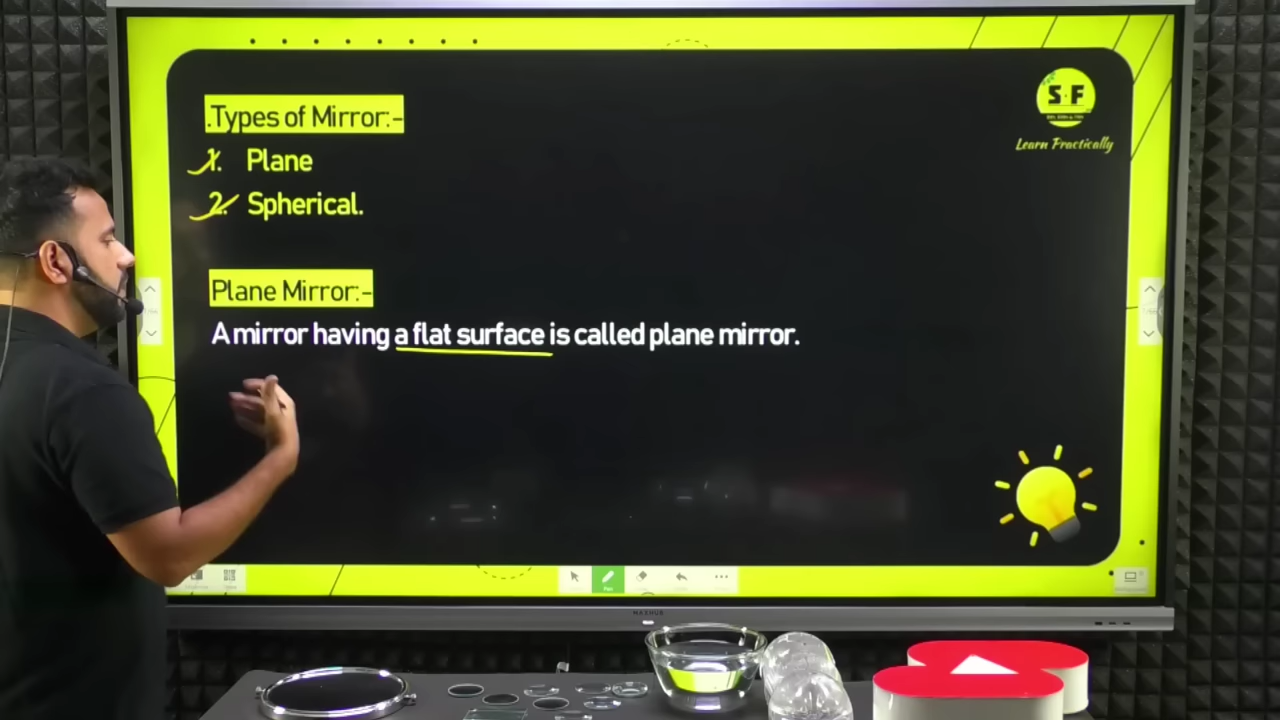 .Types of Mirror:-
1. Plane
2. Spherical.
Plane Mirror:-
A mirror having a flat surface is called plane mirror.
S·F
Learn Practically
MAXHUB